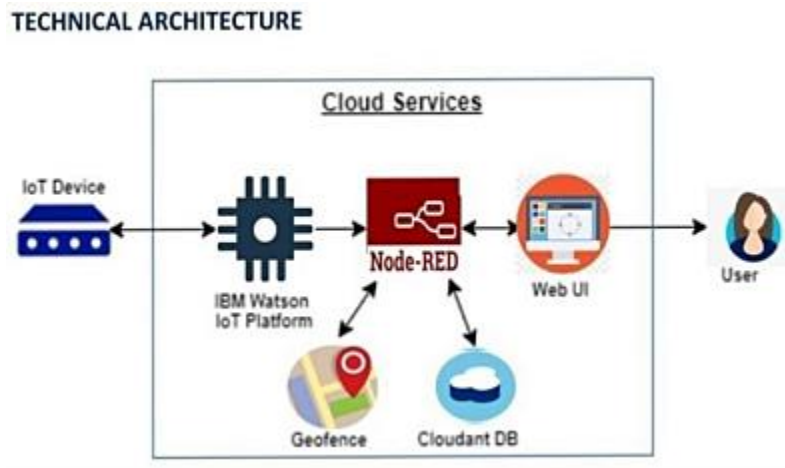 TECHNICAL ARCHITECTURE
Cloud Services
IoT Device
Node-RED
IBM Watson
IoT Platform
Web UI
User
Geofence
Cloudant DB